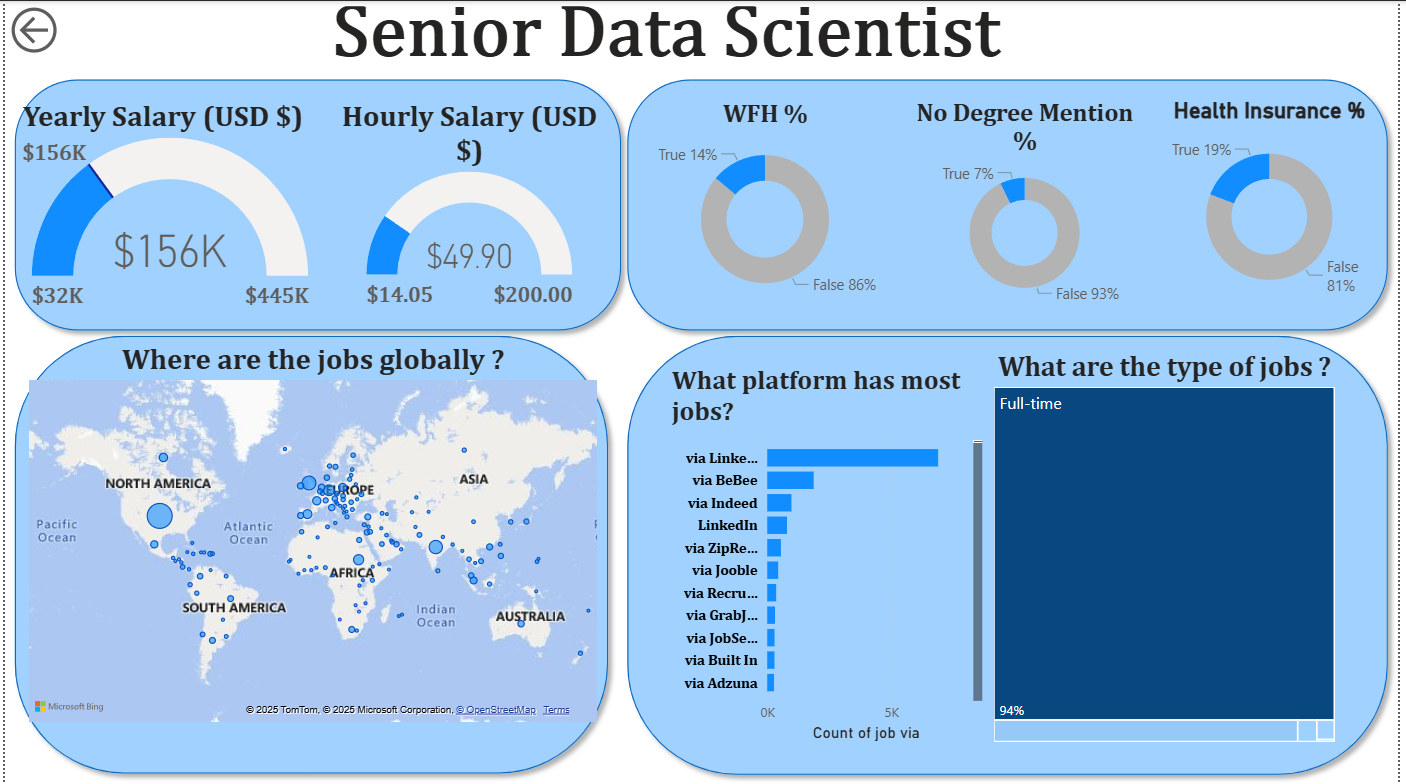 Senior Data Scientist
Yearly Salary (USD $)
$156K
$156K
$32K
$445K
Hourly Salary (USD
$)
$49.90
$14.05
$200.00
WFH %
True 14%
False 86%
No Degree Mention
%
True 7%
False 93%
Health Insurance %
True 19%
False
81%
Where are the jobs globally ?
NORTH AMERICA
EUROPE
ASIA
Pacific
Ocean
Atlantic
Ocean
AFRICA
SOUTH AMERICA
Indian
Ocean
AUSTRALIA
Microsoft Bing
© 2025 TomTom, © 2025 Microsoft Corporation, © OpenStreetMap Terms
What platform has most
jobs?
via Linke...
via BeBee
via Indeed
LinkedIn
via ZipRe...
via Jooble
via Recru...
via GrabJ...
via JobSe...
via Built In
via Adzuna
0K
5K
Count of job via
What are the type of jobs ?
Full-time
94%